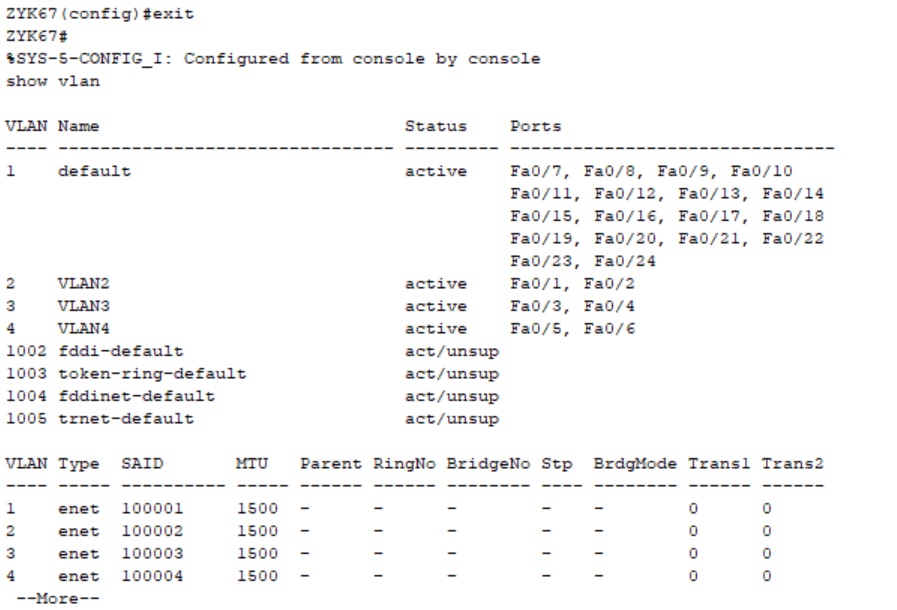 ZYK67(config)#exit
ZYK67#
%SYS-5-CONFIG_I: Configured from console by console
show vlan

VLAN Name                             Status    Ports
---- -------------------------------- --------- -------------------------------
1    default                          active    Fa0/7, Fa0/8, Fa0/9, Fa0/10
                                                Fa0/11, Fa0/12, Fa0/13, Fa0/14
                                                Fa0/15, Fa0/16, Fa0/17, Fa0/18
                                                Fa0/19, Fa0/20, Fa0/21, Fa0/22
                                                Fa0/23, Fa0/24
2    VLAN2                            active    Fa0/1, Fa0/2
3    VLAN3                            active    Fa0/3, Fa0/4
4    VLAN4                            active    Fa0/5, Fa0/6
1002 fddi-default                     act/unsup
1003 token-ring-default               act/unsup
1004 fddinet-default                  act/unsup
1005 trnet-default                    act/unsup

VLAN Type  SAID       MTU   Parent RingNo BridgeNo Stp  BrdgMode Trans1 Trans2
---- ----- ---------- ----- ------ ------ -------- ---- -------- ------ ------
1    enet  100001     1500  -      -      -        -    -        0      0
2    enet  100002     1500  -      -      -        -    -        0      0
3    enet  100003     1500  -      -      -        -    -        0      0
4    enet  100004     1500  -      -      -        -    -        0      0
 --More--